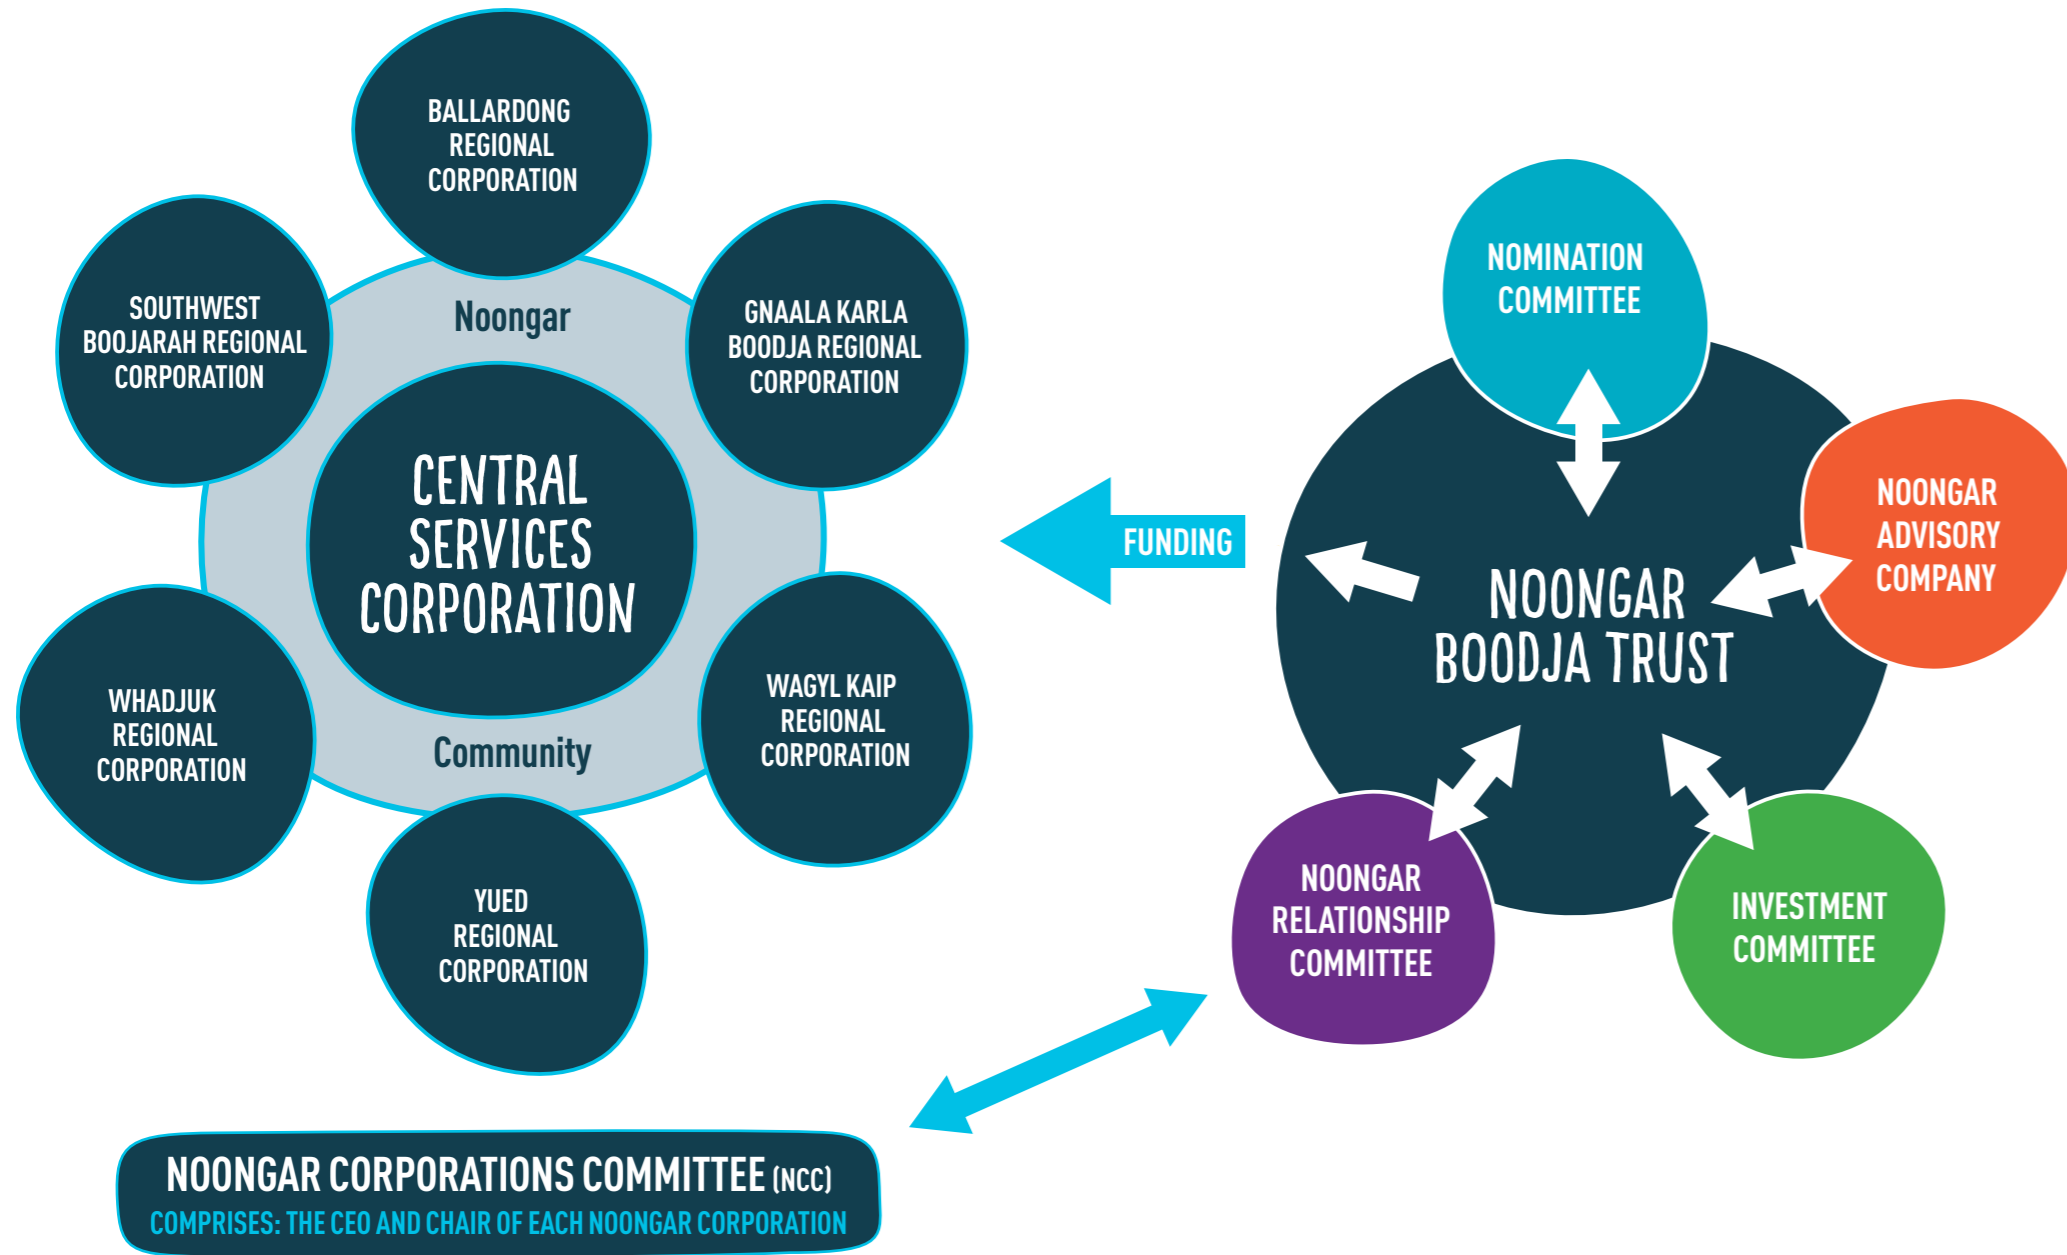 BALLARDONG
REGIONAL
CORPORATION
SOUTHWEST
BOOJARAH REGIONAL
CORPORATION
Noongar
GNAALA KARLA
BOODJA REGIONAL
CORPORATION
CENTRAL
SERVICES
CORPORATION
WHADJUK
REGIONAL
CORPORATION
Community
WAGYL KAIP
REGIONAL
CORPORATION
YUED
REGIONAL
CORPORATION
FUNDING
NOMINATION
COMMITTEE
NOONGAR
ADVISORY
COMPANY
NOONGAR
BOODJA TRUST
NOONGAR
RELATIONSHIP
COMMITTEE
INVESTMENT
COMMITTEE
NOONGAR CORPORATIONS COMMITTEE (NCC)
COMPRISES: THE CEO AND CHAIR OF EACH NOONGAR CORPORATION